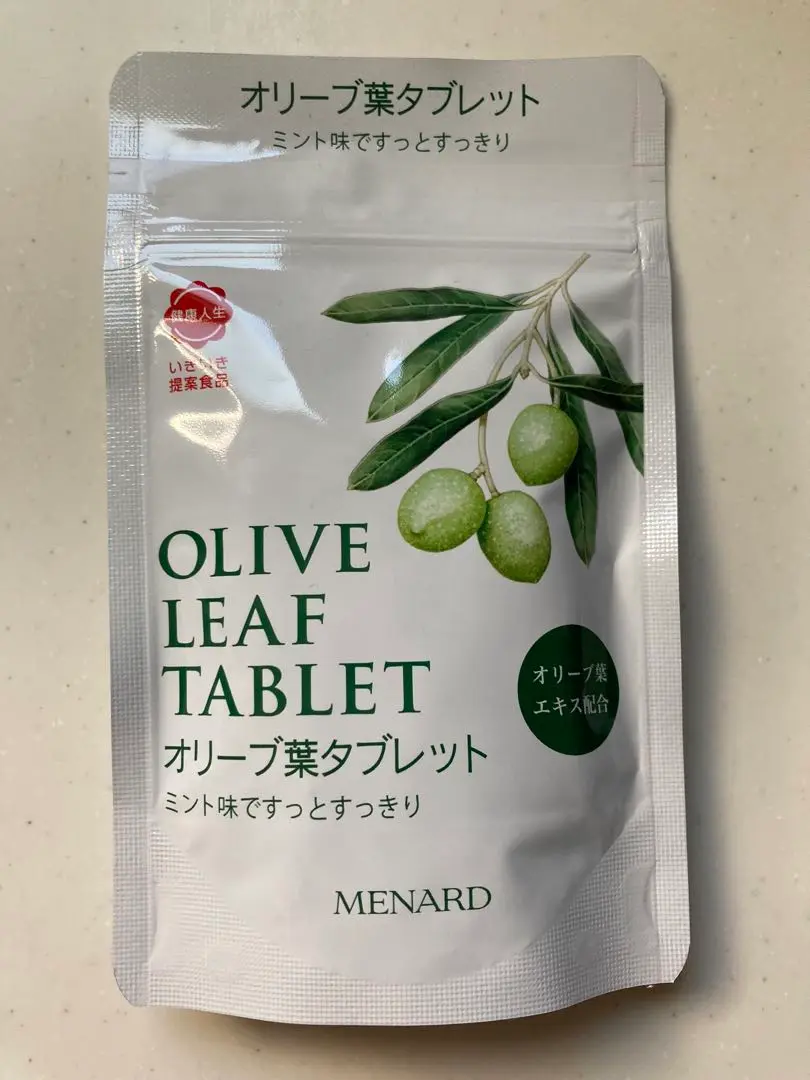 オリーブ葉タブレット
ミント味ですっとすっきり
健康人生
いきいき
提案食品
OLIVE
LEAF
TABLET
オリーブ葉
エキス配合
オリーブ葉タブレット
ミント味ですっとすっきり
MENARD